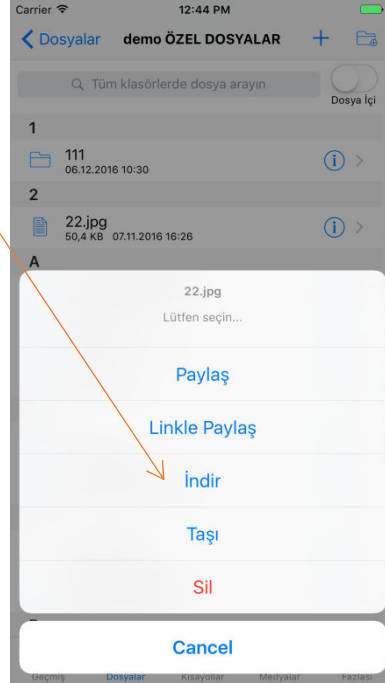 Carrier 12:44 PM
Dosyalar demo ÖZEL DOSYALAR
Tüm klasörlerde dosya arayın
Dosya İçi
1
111
06.12.2016 10:30
2
22.jpg
50,4 KB 07.11.2016 16:26
A
22.jpg
Lütfen seçin...
Paylaş
Linkle Paylaş
İndir
Taşı
Sil
Cancel
Geçmiş Dosyalar Kısayollar Medyalar Fazlası